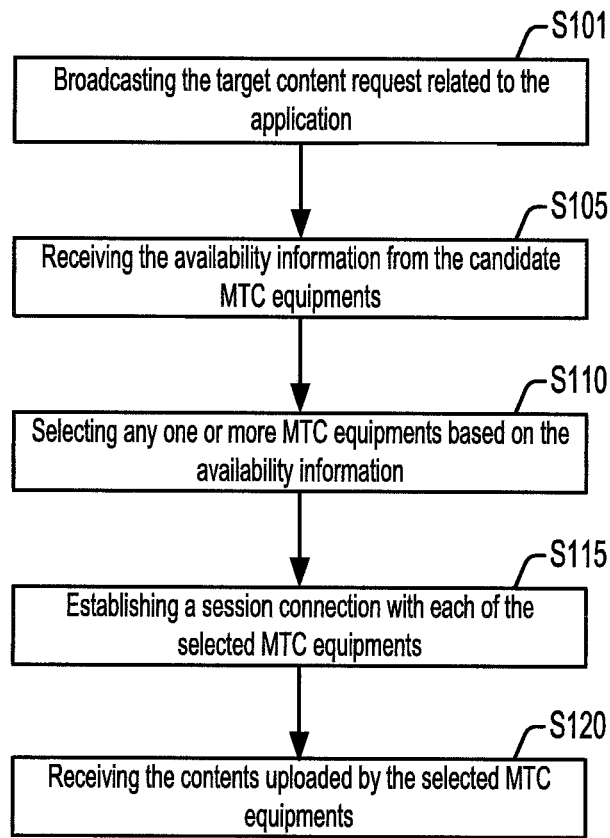 S101
Broadcasting the target content request related to the
application
S105
Receiving the availability information from the candidate
MTC equipments
S110
Selecting any one or more MTC equipments based on the
availability information
S115
Establishing a session connection with each of the
selected MTC equipments
S120
Receiving the contents uploaded by the selected MTC
equipments